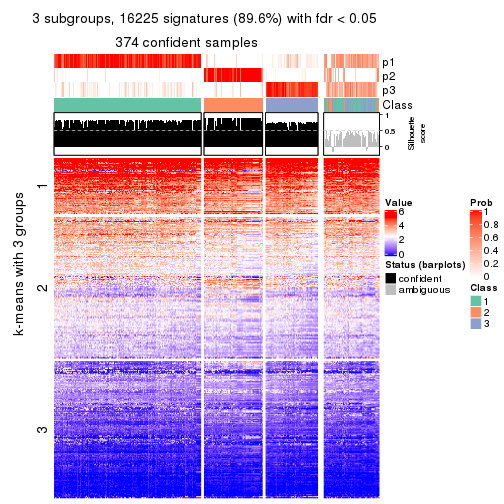 3 subgroups, 16225 signatures (89.6%) with fdr < 0.05
374 confident samples
p1
p2
p3
Class
1
0.5
0
Silhouette
score
k-means with 3 groups
1
2
3
Value
6
4
2
0
Status (barplots)
confident
ambiguous
Prob
1
0.8
0.6
0.4
0.2
0
Class
1
2
3